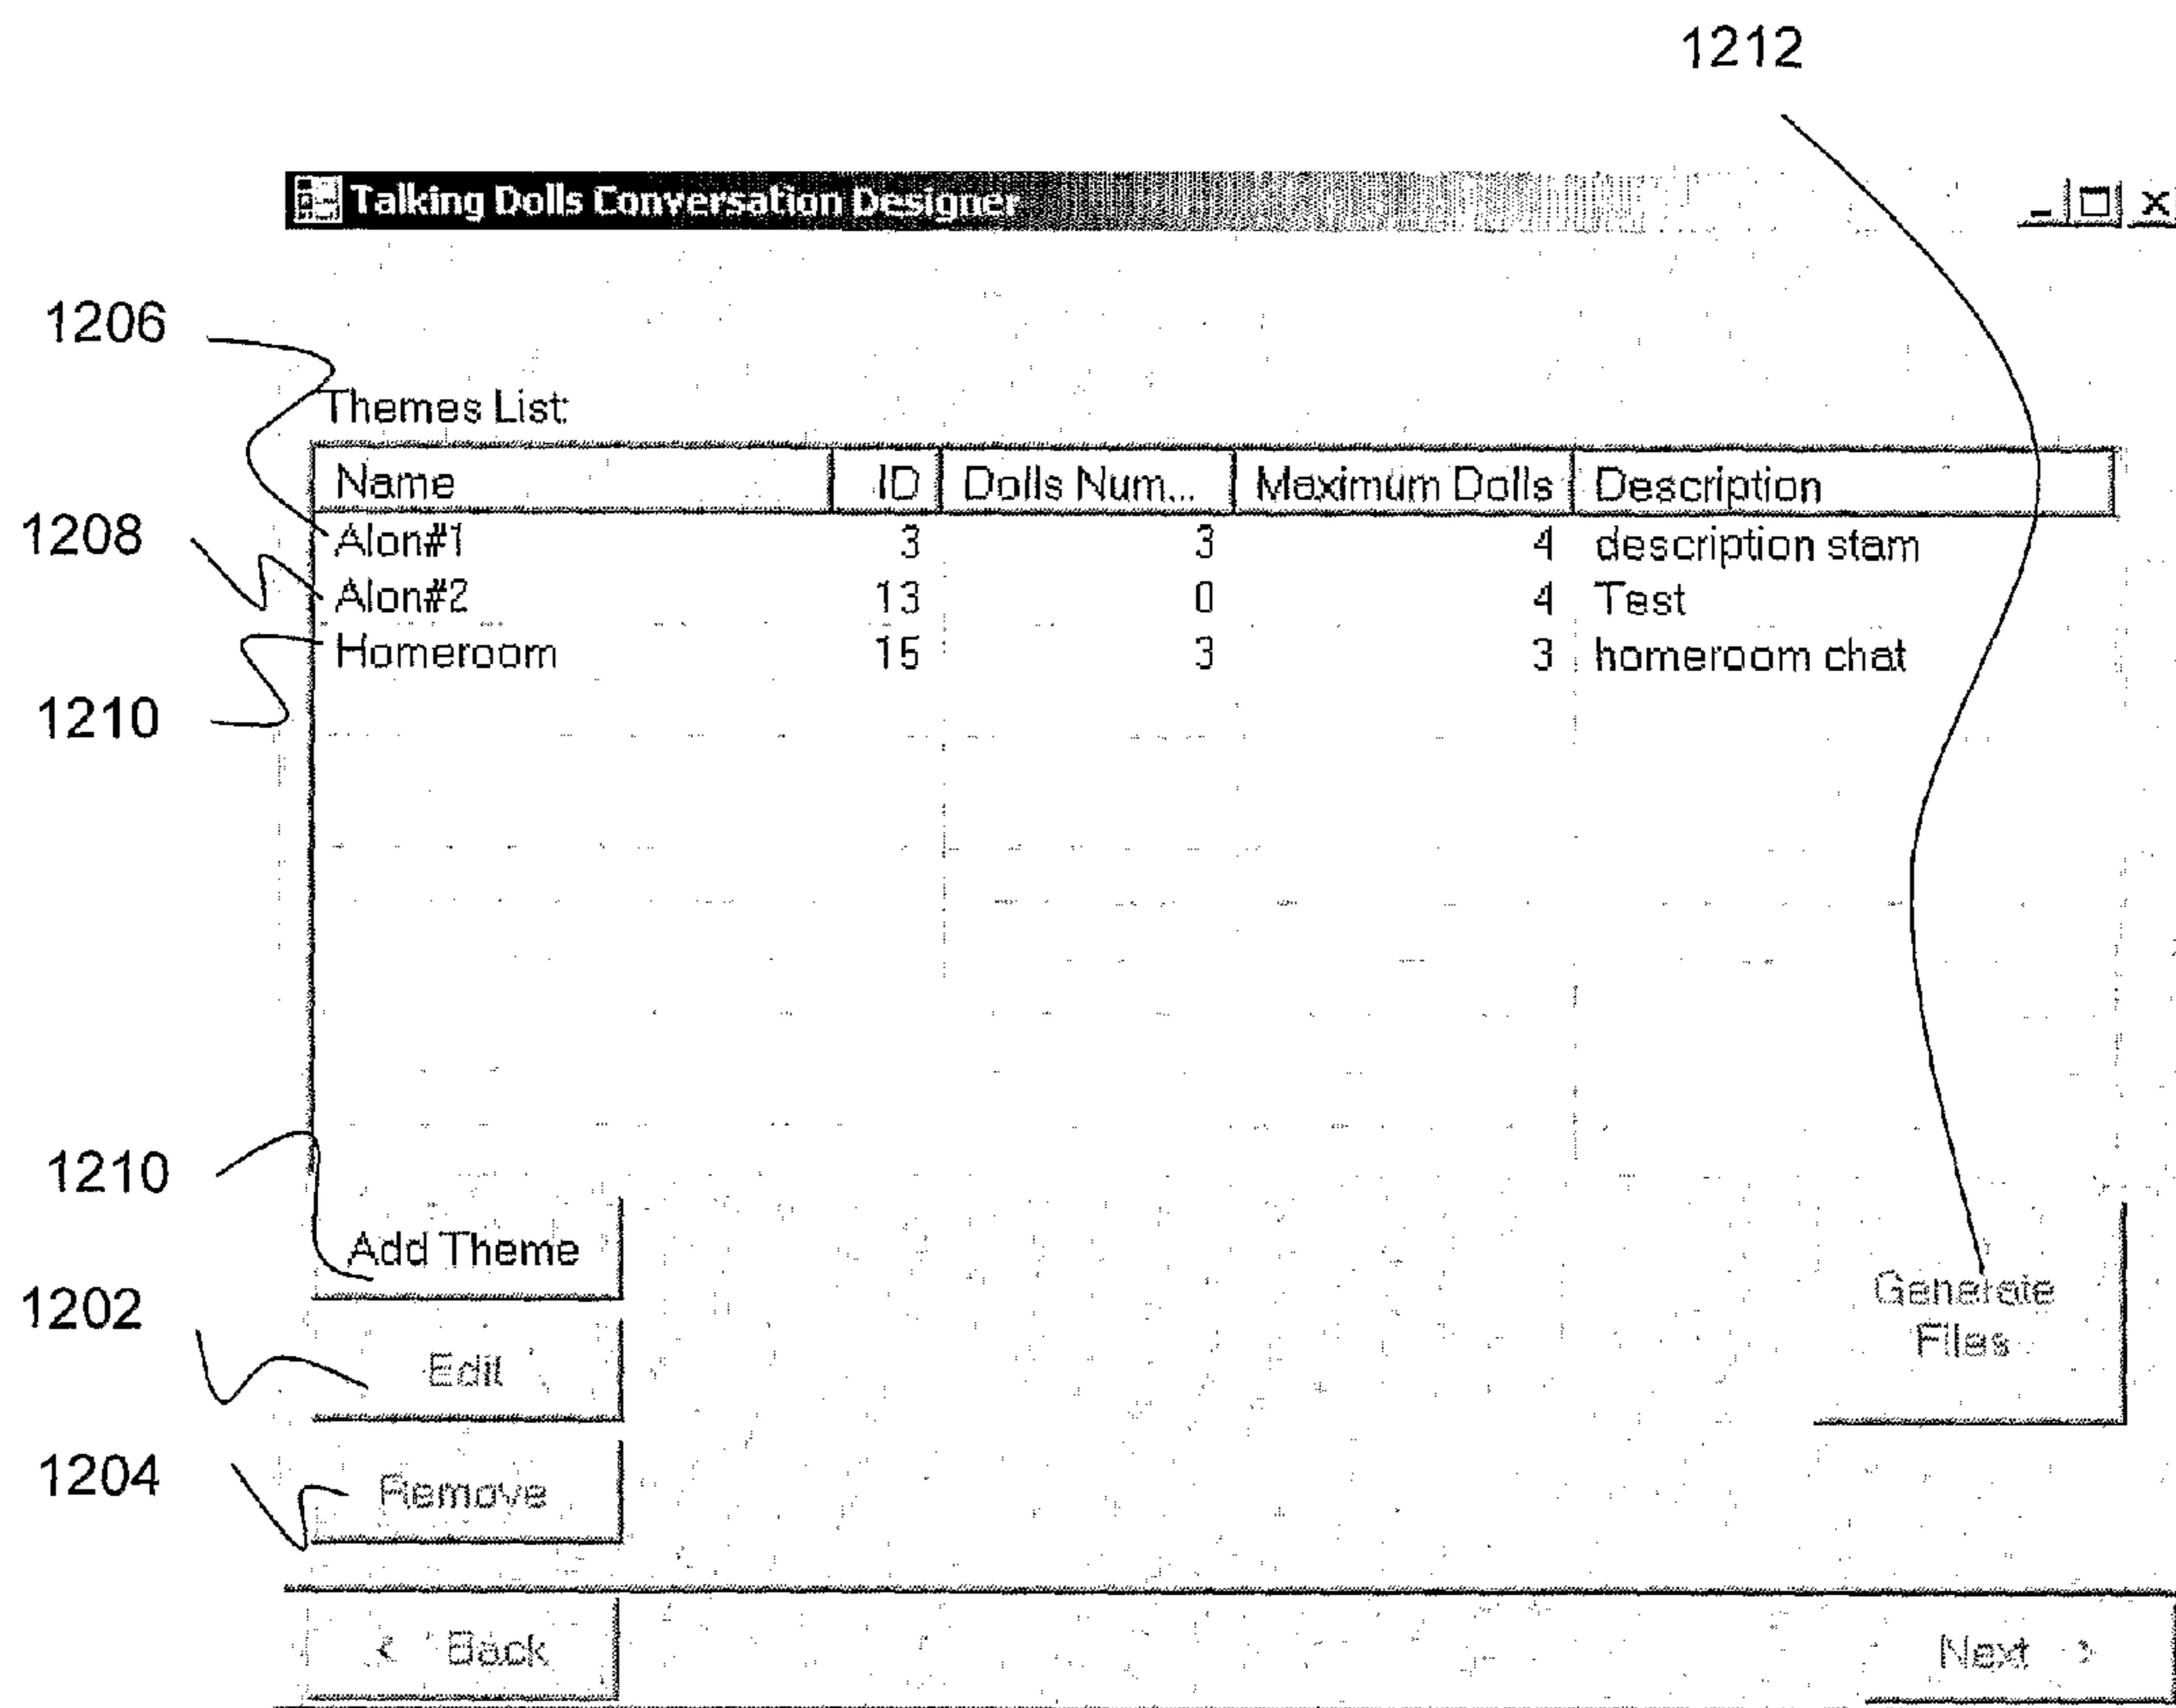 1212
Talking Dolls Conversation Designer
1206
Themes List:
Name ID Dolls Num... Maximum Dolls Description
Alon#1 3 3 4 description stam
1208
Alon#2 13 0 4 Test
Homeroom 15 3 3 homeroom chat
1210
1210
Add Theme
1202
Generate
Files
Edit
1204
Remove
< Back Next >